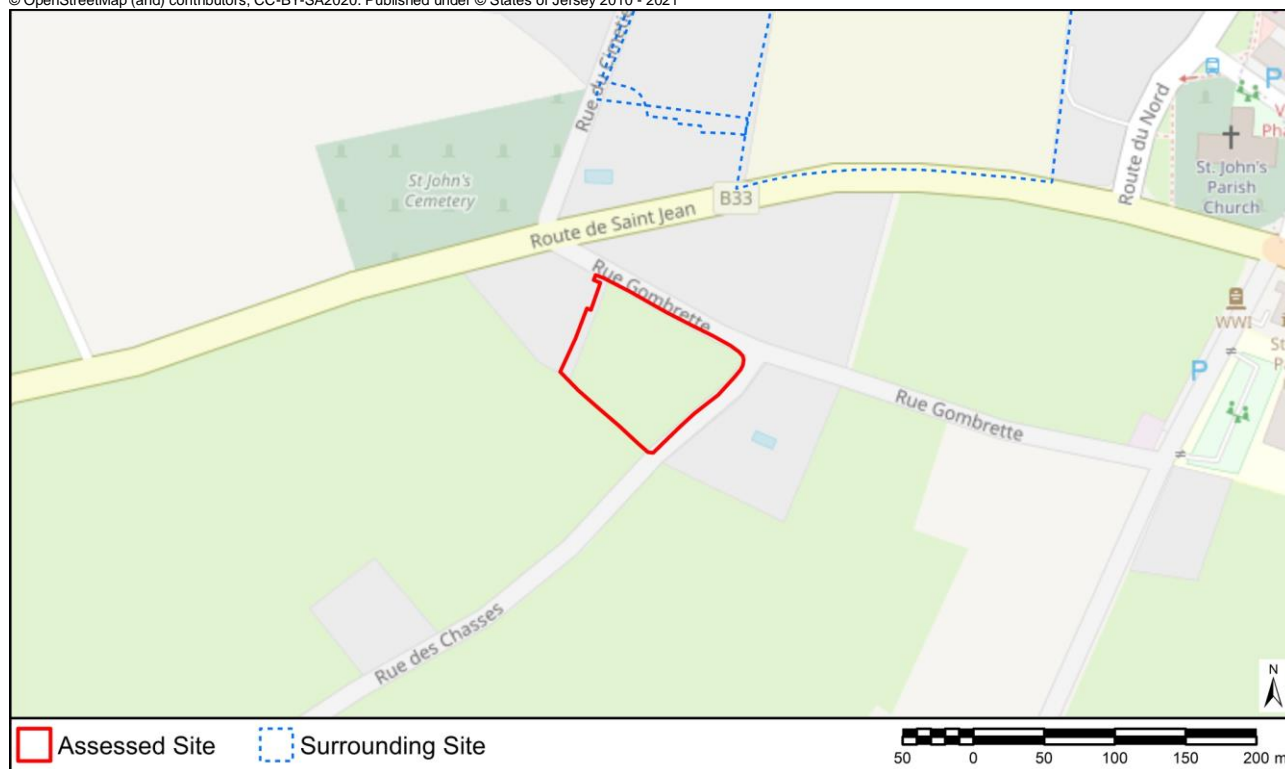 © OpenStreetMap (and) contributors, CC-BY-SA2020. Published under © States of Jersey 2010 - 2021
Rue du
P
Route du Nord
St. John's
Parish
Church
St John's
Cemetery
B33
Route de Saint Jean
Rue Gombrette
WWI
P
Rue Gombrette
Rue des Chasses
N
Assessed Site
Surrounding Site
50 0 50 100 150 200 m